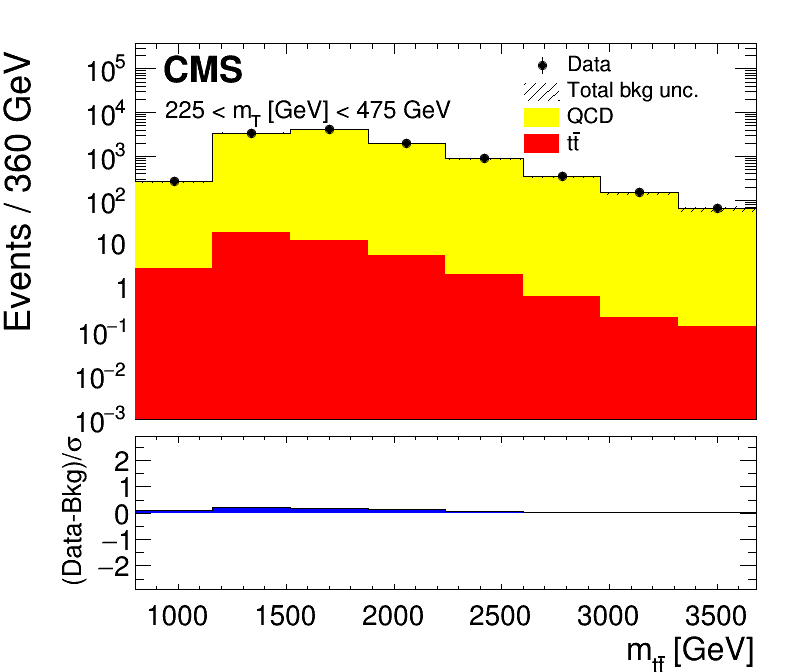 CMS
225 < m_T [GeV] < 475 GeV
Data
Total bkg unc.
QCD
tt̄
Events / 360 GeV
10⁵
10⁴
10³
10²
10
1
10⁻¹
10⁻²
10⁻³
(Data-Bkg)/σ
2
1
0
−1
−2
1000 1500 2000 2500 3000 3500
m_tt̄ [GeV]